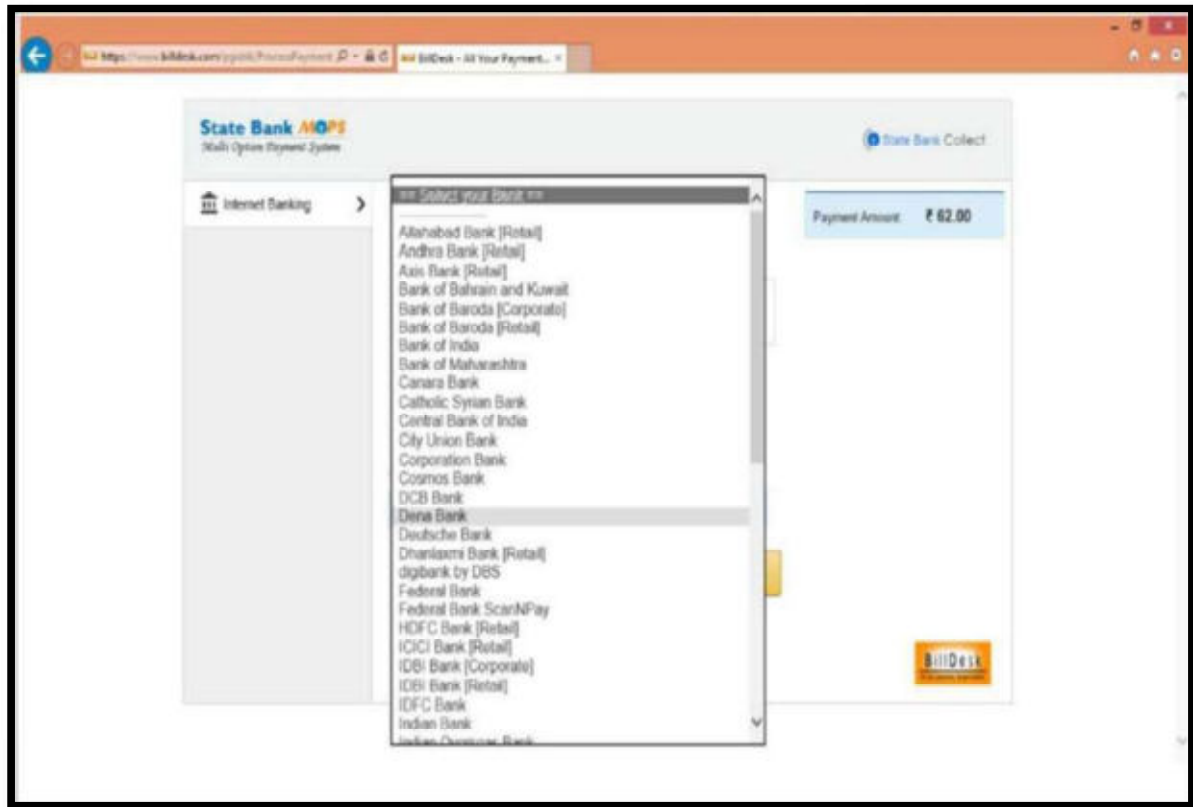 BillDesk - All Your Payment...
State Bank MOPS
Multi Option Payment System
State Bank Collect
Internet Banking
Payment Amount: ₹ 62.00
== Select your Bank ==
Allahabad Bank [Retail]
Andhra Bank [Retail]
Axis Bank [Retail]
Bank of Bahrain and Kuwait
Bank of Baroda [Corporate]
Bank of Baroda [Retail]
Bank of India
Bank of Maharashtra
Canara Bank
Catholic Syrian Bank
Central Bank of India
City Union Bank
Corporation Bank
Cosmos Bank
DCB Bank
Dena Bank
Deutsche Bank
Dhanlaxmi Bank [Retail]
digibank by DBS
Federal Bank
Federal Bank ScanNPay
HDFC Bank [Retail]
ICICI Bank [Retail]
IDBI Bank [Corporate]
IDBI Bank [Retail]
IDFC Bank
Indian Bank
Indian Overseas Bank
BillDesk